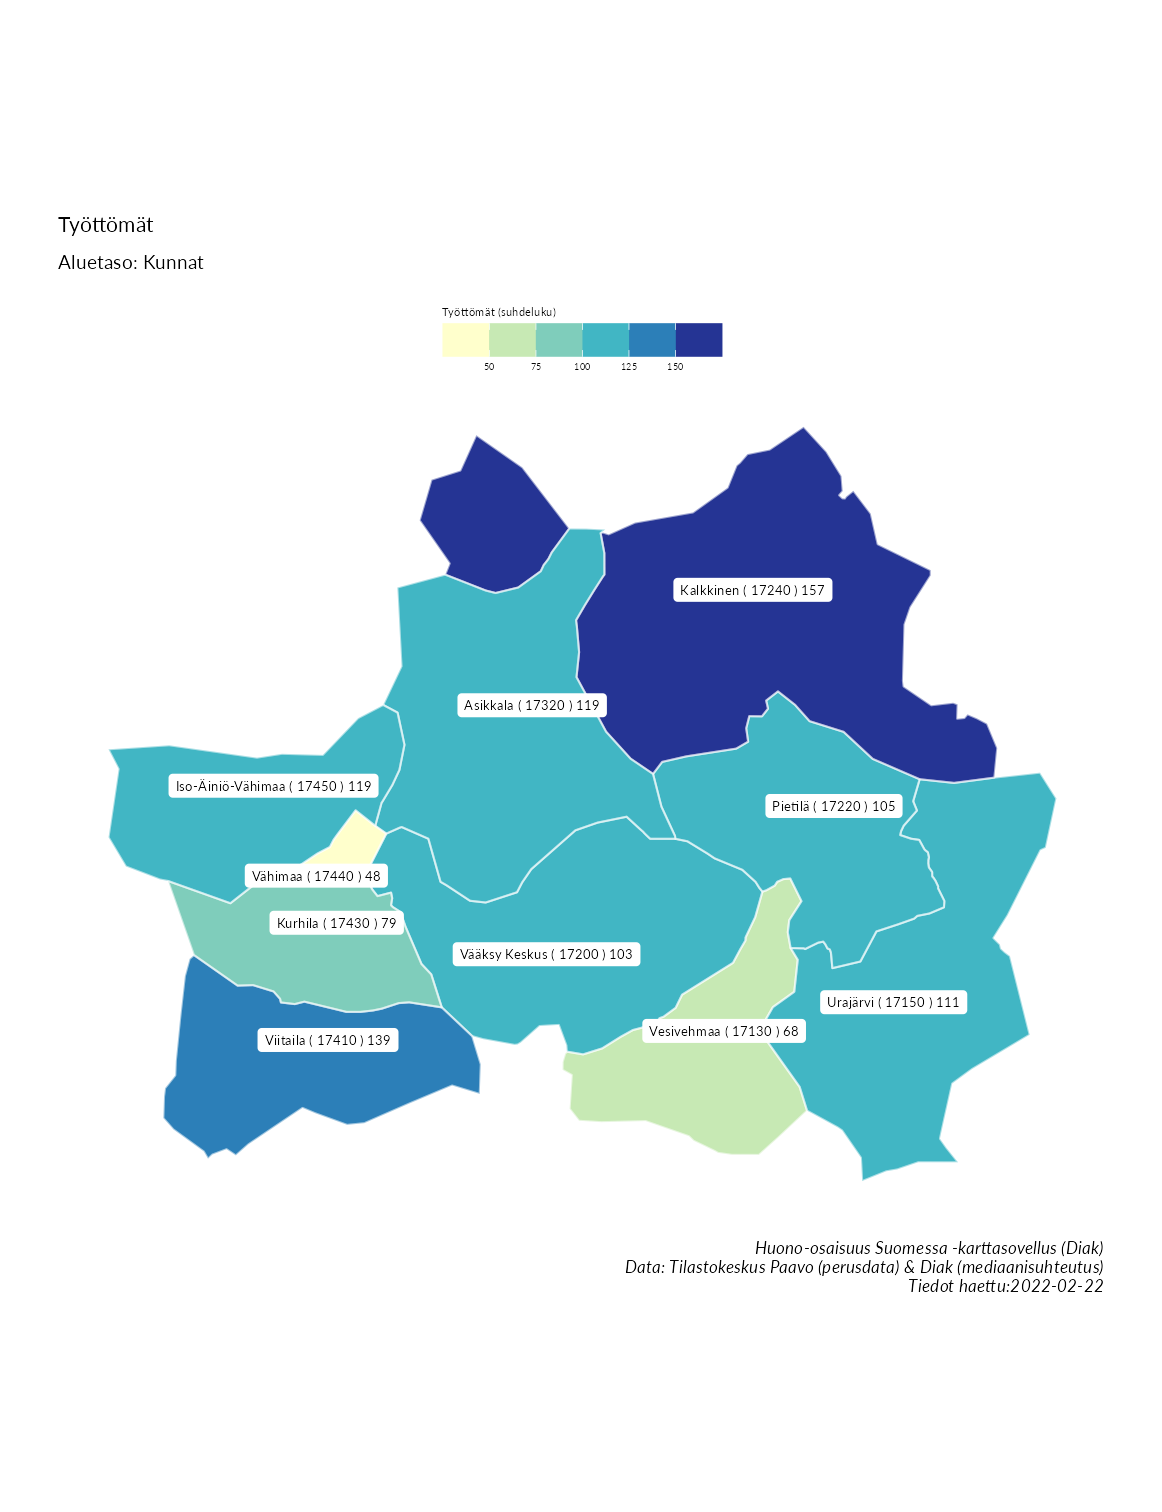 Työttömät
Aluetaso: Kunnat
Työttömät (suhdeluku)
50 75 100 125 150
Kalkkinen ( 17240 ) 157
Asikkala ( 17320 ) 119
Iso-Äiniö-Vähimaa ( 17450 ) 119
Pietilä ( 17220 ) 105
Vähimaa ( 17440 ) 48
Kurhila ( 17430 ) 79
Vääksy Keskus ( 17200 ) 103
Urajärvi ( 17150 ) 111
Vesivehmaa ( 17130 ) 68
Viitaila ( 17410 ) 139
Huono-osaisuus Suomessa -karttasovellus (Diak)
Data: Tilastokeskus Paavo (perusdata) & Diak (mediaanisuhteutus)
Tiedot haettu:2022-02-22